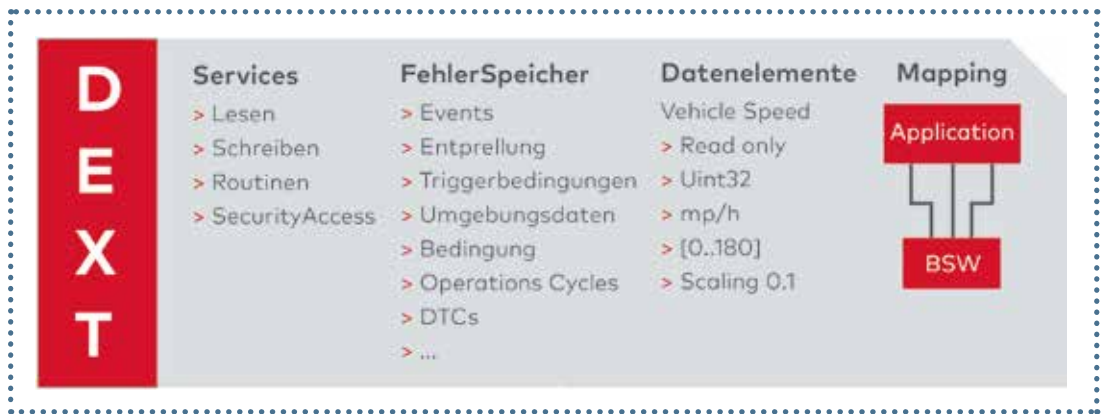 DEXT
Services
> Lesen
> Schreiben
> Routinen
> SecurityAccess
FehlerSpeicher
> Events
> Entprellung
> Triggerbedingungen
> Umgebungsdaten
> Bedingung
> Operations Cycles
> DTCs
> ...
Datenelemente
Vehicle Speed
> Read only
> Uint32
> mp/h
> [0..180]
> Scaling 0.1
Mapping
Application
BSW